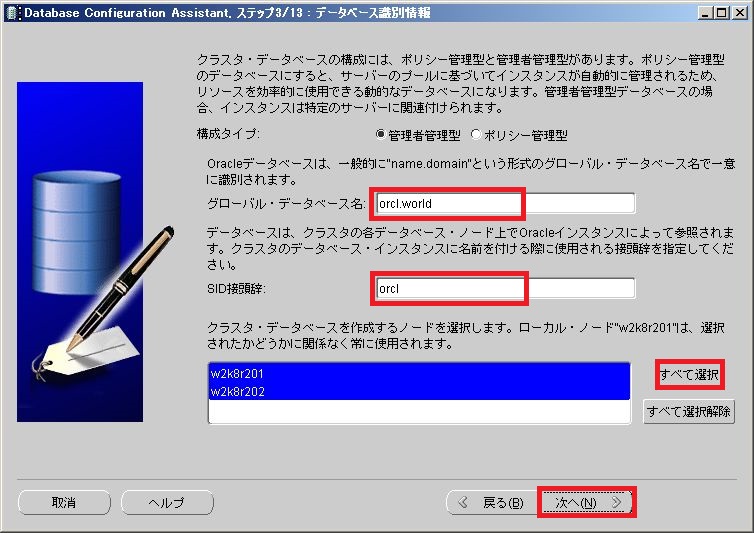 Database Configuration Assistant, ステップ3/13 : データベース識別情報
クラスタ・データベースの構成には、ポリシー管理型と管理者管理型があります。ポリシー管理型
のデータベースにすると、サーバーのプールに基づいてインスタンスが自動的に管理されるため、
リソースを効率的に使用できる動的なデータベースになります。管理者管理型データベースの場
合、インスタンスは特定のサーバーに関連付けられます。
構成タイプ: 管理者管理型 ポリシー管理型
Oracleデータベースは、一般的に"name.domain"という形式のグローバル・データベース名で一意
に識別されます。
グローバル・データベース名: orcl.world
データベースは、クラスタの各データベース・ノード上でOracleインスタンスによって参照されま
す。クラスタのデータベース・インスタンスに名前を付ける際に使用される接頭辞を指定してくだ
さい。
SID接頭辞: orcl
クラスタ・データベースを作成するノードを選択します。ローカル・ノード"w2k8r201"は、選択
されたかどうかに関係なく常に使用されます。
w2k8r201
すべて選択
w2k8r202
すべて選択解除
取消 ヘルプ 戻る(B) 次へ(N)